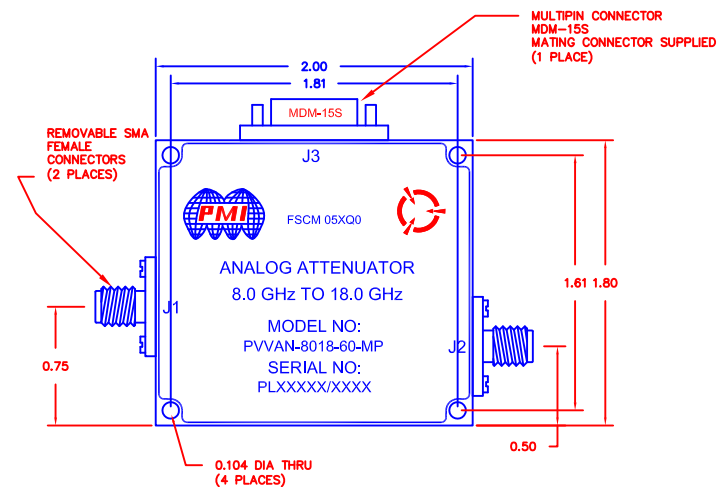 MULTIPIN CONNECTOR
MDM-15S
MATING CONNECTOR SUPPLIED
(1 PLACE)
2.00
1.81
MDM-15S
REMOVABLE SMA
FEMALE
CONNECTORS
(2 PLACES)
J3
PMI
FSCM 05XQ0
ANALOG ATTENUATOR
8.0 GHz TO 18.0 GHz
1.61 1.80
J1
MODEL NO:
PVVAN-8018-60-MP
J2
SERIAL NO:
PLXXXXX/XXXX
0.75
0.50
0.104 DIA THRU
(4 PLACES)